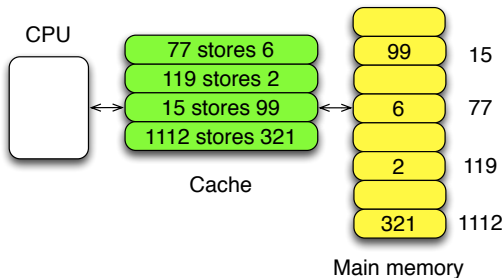 CPU
77 stores 6
119 stores 2
15 stores 99
1112 stores 321
Cache
99 15
6 77
2 119
321 1112
Main memory